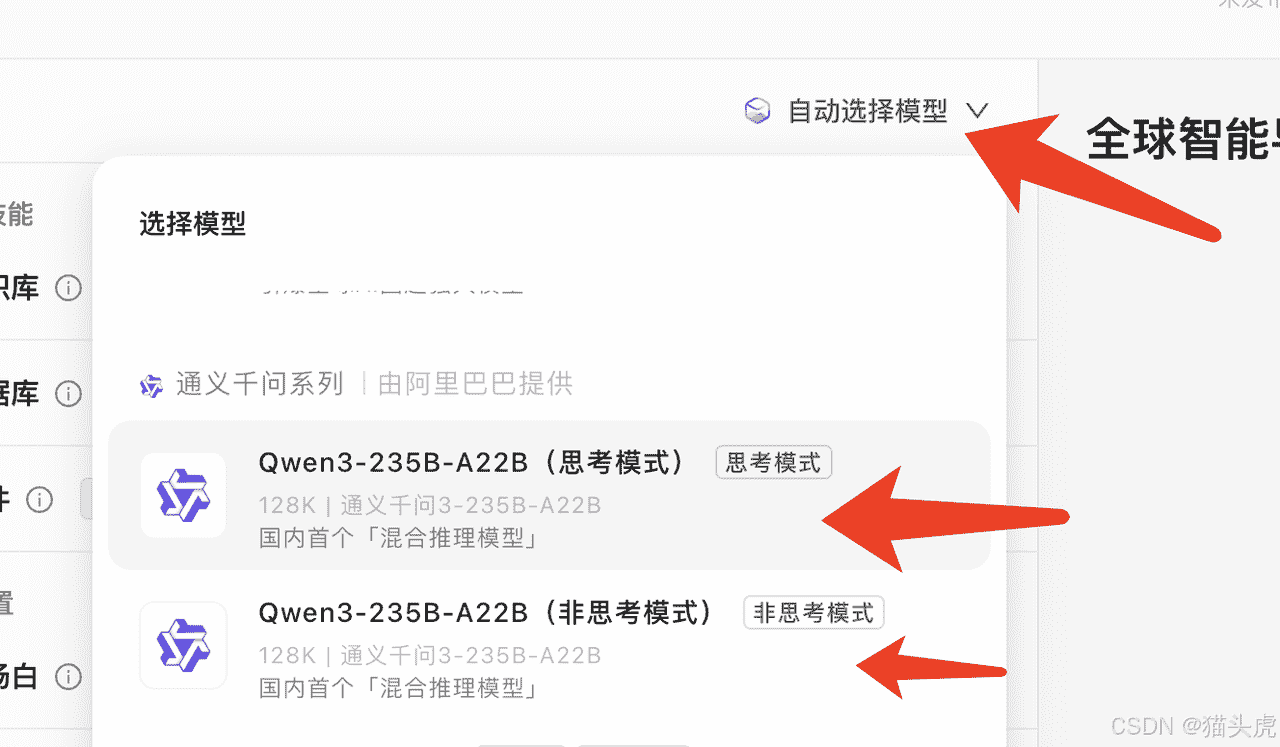 自动选择模型
全球智能
选择模型
技能
识库
通义千问系列 | 由阿里巴巴提供
据库
Qwen3-235B-A22B（思考模式） 思考模式
128K | 通义千问3-235B-A22B
国内首个「混合推理模型」
件
置
Qwen3-235B-A22B（非思考模式） 非思考模式
128K | 通义千问3-235B-A22B
国内首个「混合推理模型」
场白
CSDN @猫头虎